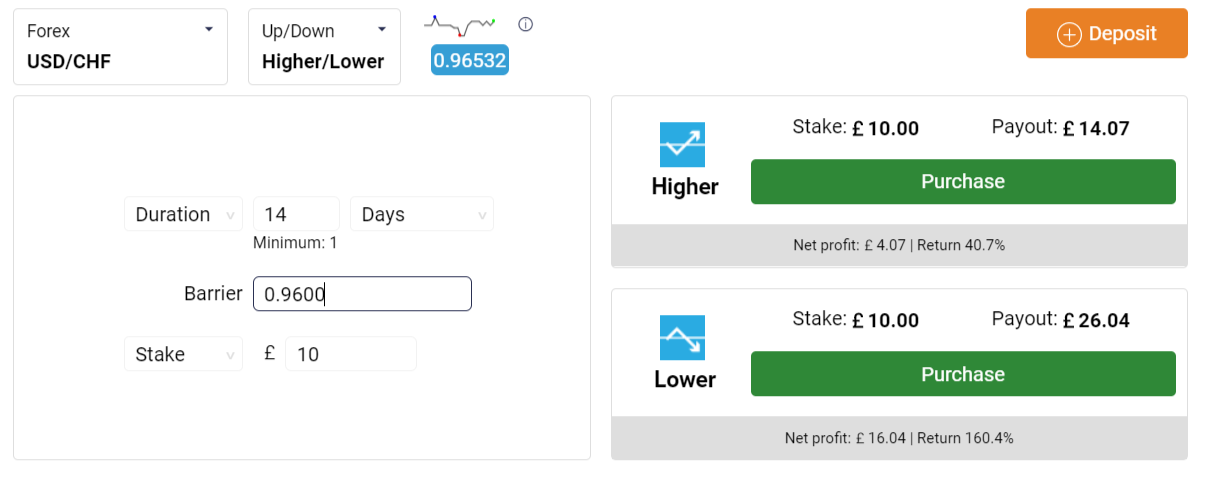 Forex
USD/CHF
Up/Down
Higher/Lower
0.96532
Deposit
Duration 14 Days
Minimum: 1
Barrier 0.9600
Stake £ 10
Higher
Stake: £ 10.00 Payout: £ 14.07
Purchase
Net profit: £ 4.07 | Return 40.7%
Lower
Stake: £ 10.00 Payout: £ 26.04
Purchase
Net profit: £ 16.04 | Return 160.4%